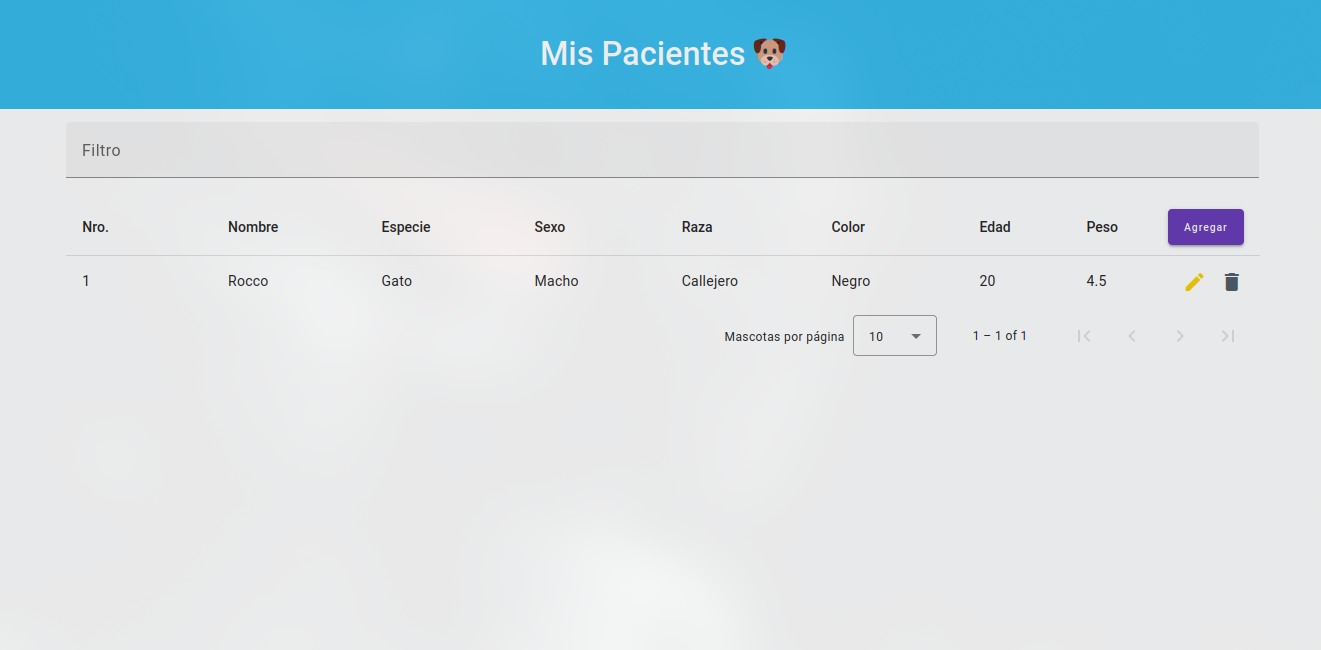 Mis Pacientes
Filtro
Nro. Nombre Especie Sexo Raza Color Edad Peso Agregar
1 Rocco Gato Macho Callejero Negro 20 4.5
Mascotas por página 10 1 – 1 of 1